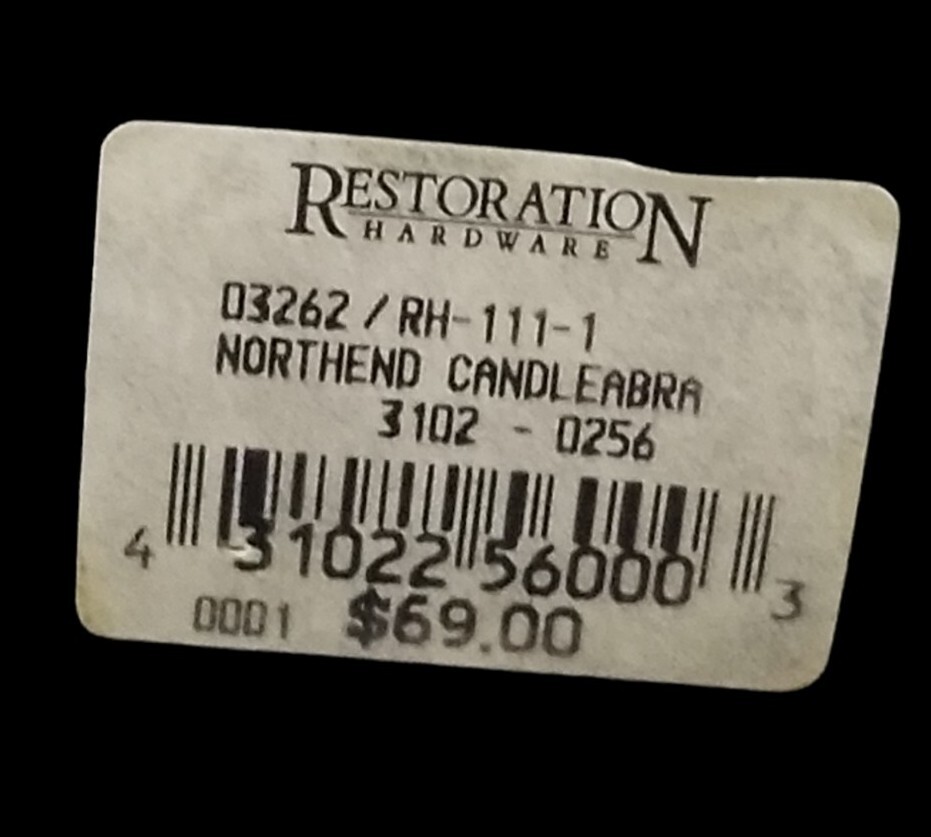 RESTORATION
HARDWARE
03262 / RH-111-1
NORTHEND CANDLEABRA
3102 - 0256
4 31022 56000 3
0001 $69.00